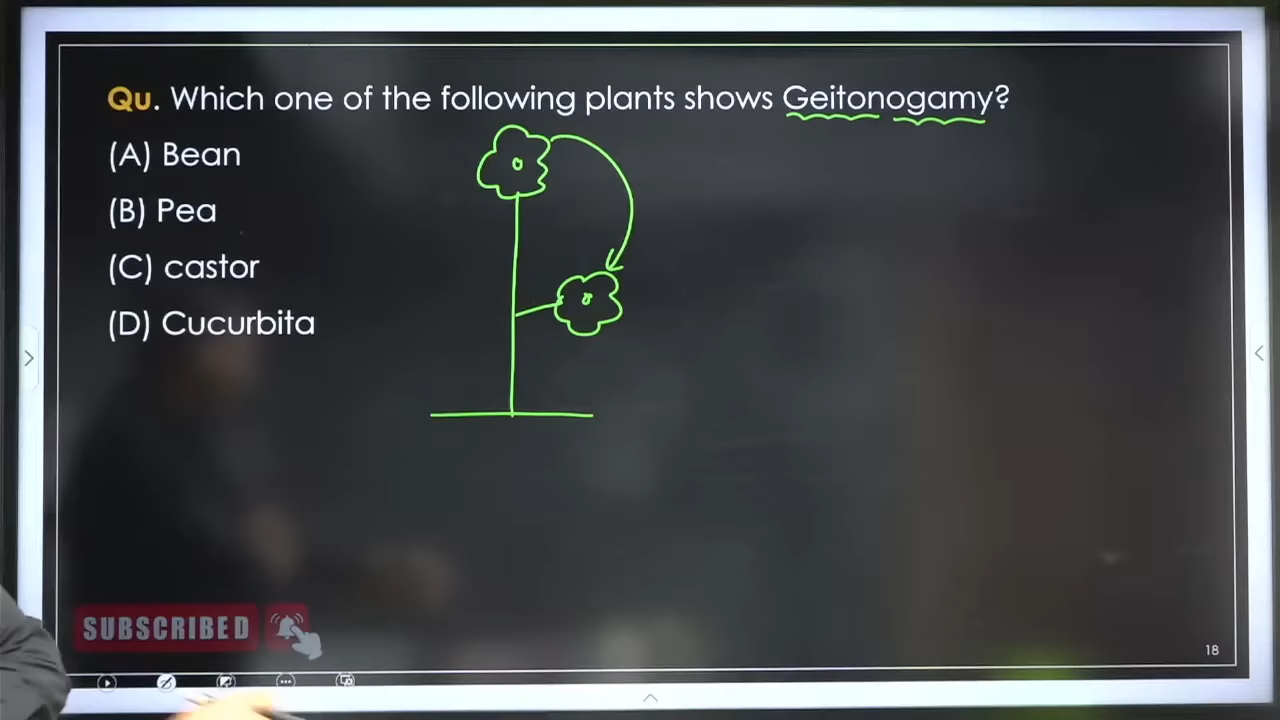 Qu. Which one of the following plants shows Geitonogamy?
(A) Bean
(B) Pea
(C) castor
(D) Cucurbita
SUBSCRIBED
18